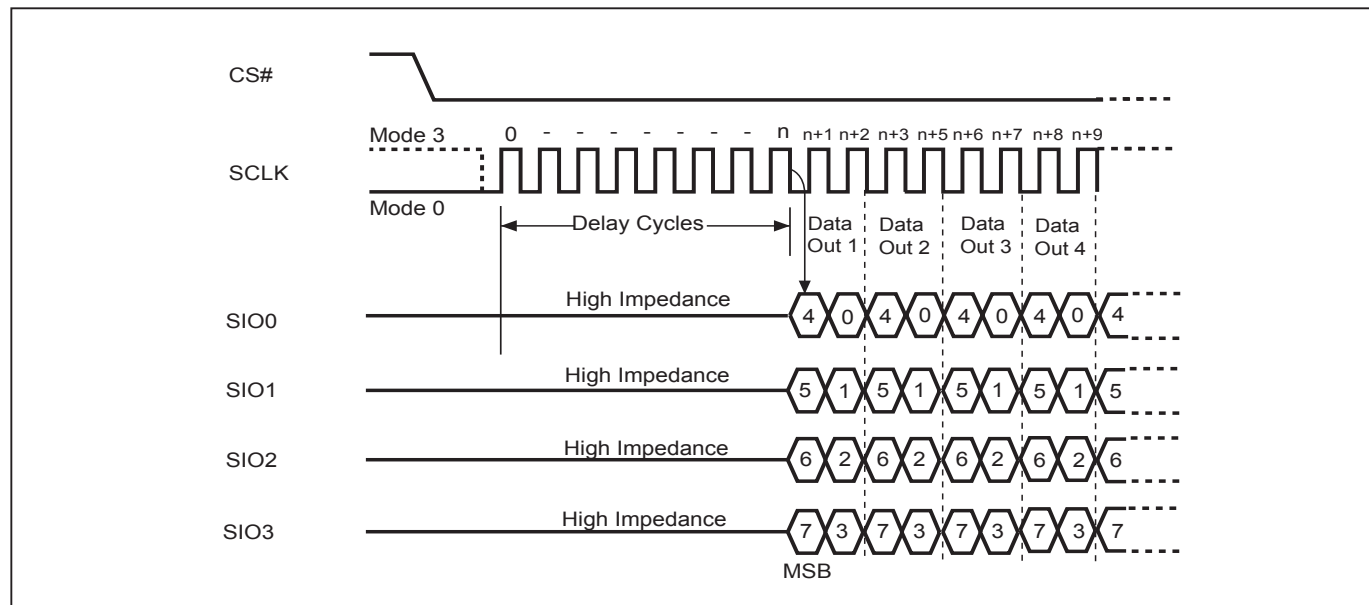 CS#
Mode 3 0 - - - - - - n n+1 n+2 n+3 n+5 n+6 n+7 n+8 n+9
SCLK
Mode 0
Delay Cycles
Data Out 1
Data Out 2
Data Out 3
Data Out 4
SIO0 High Impedance 4 0 4 0 4 0 4 0 4
SIO1 High Impedance 5 1 5 1 5 1 5 1 5
SIO2 High Impedance 6 2 6 2 6 2 6 2 6
SIO3 High Impedance 7 3 7 3 7 3 7 3 7
MSB